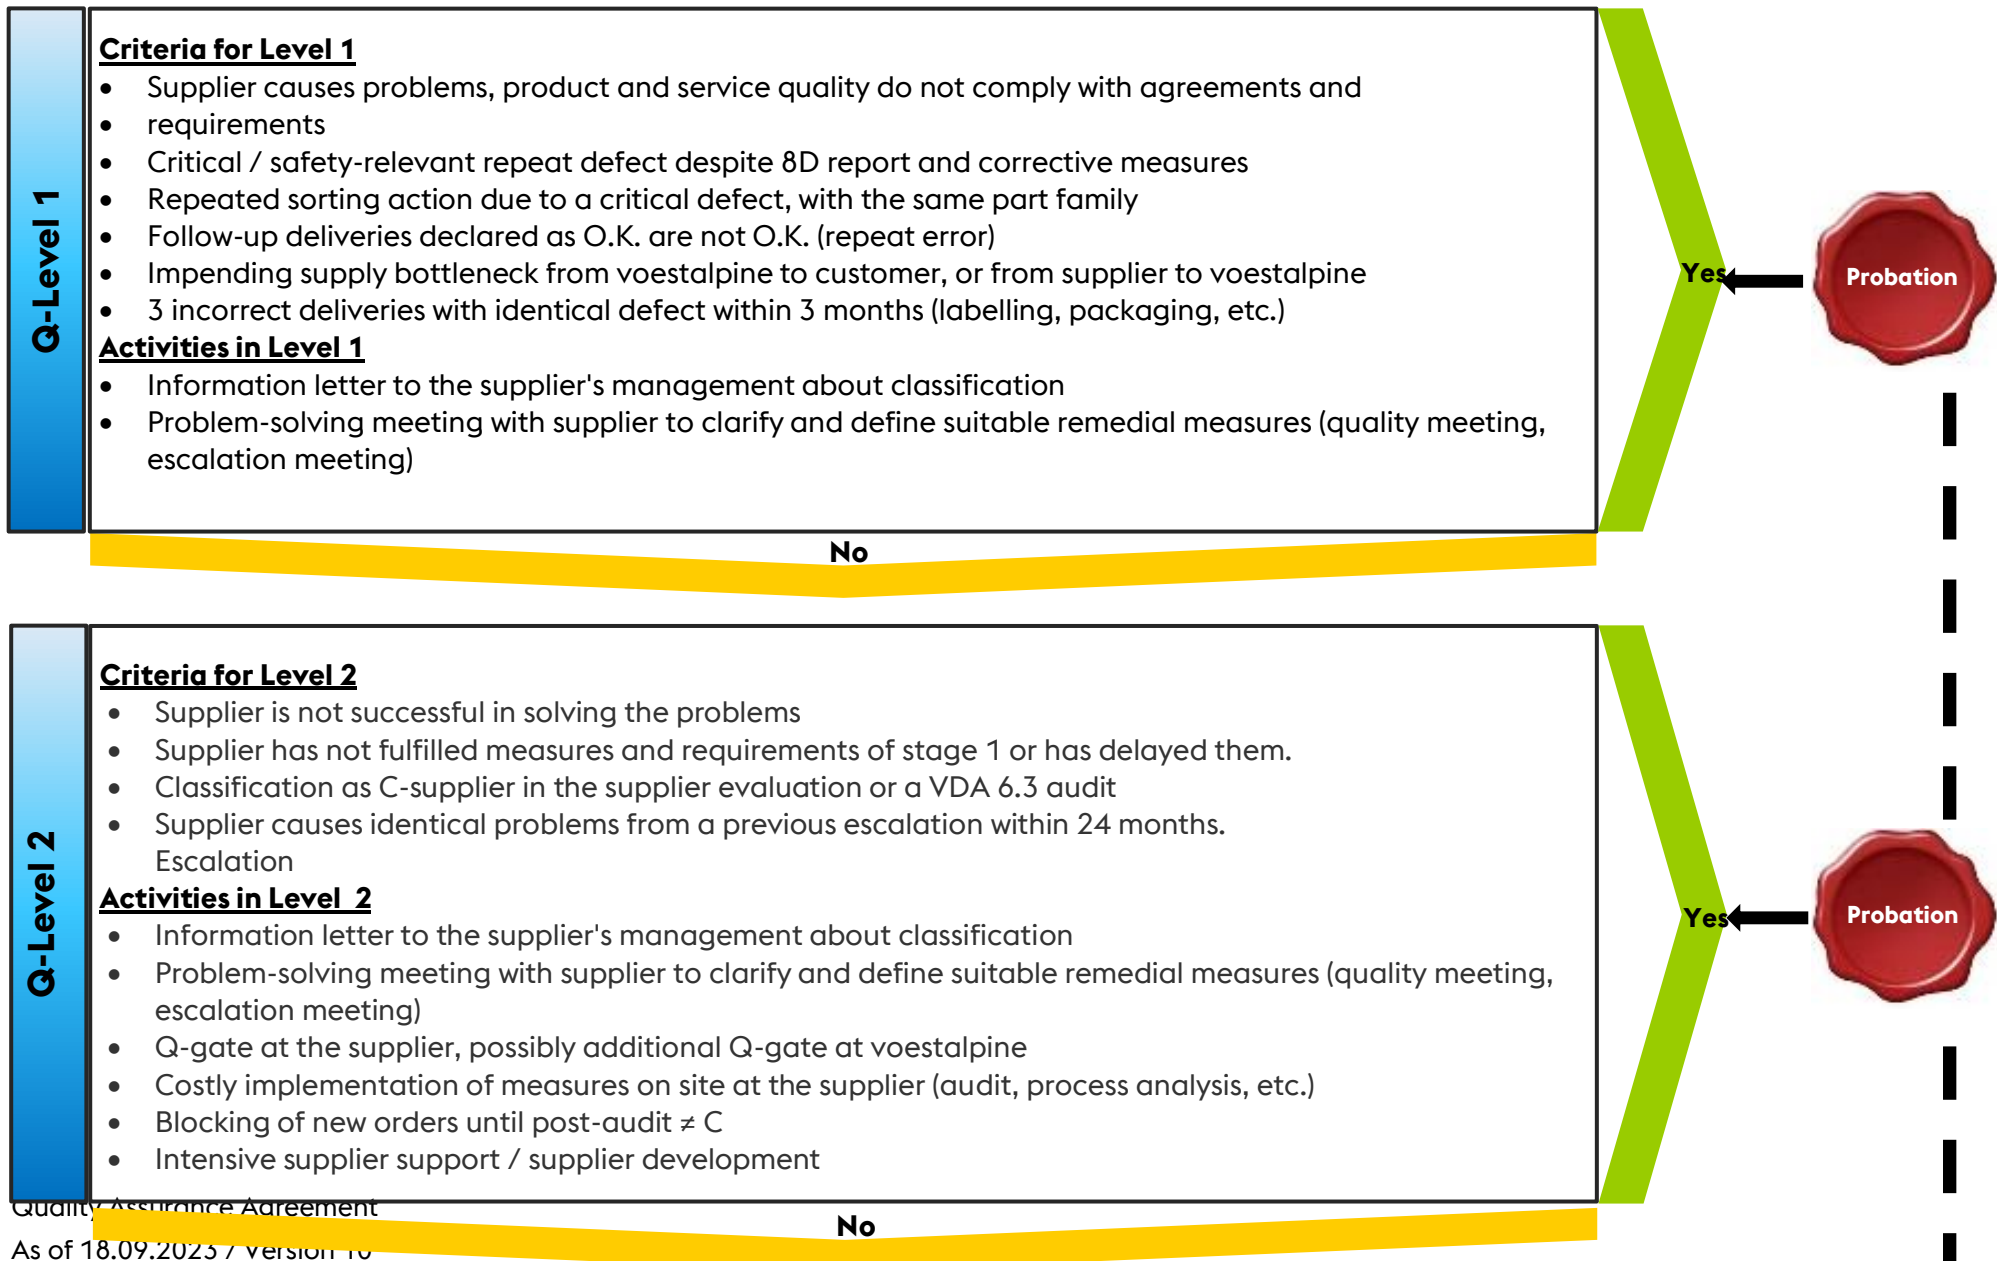 Q-Level 1
Criteria for Level 1
• Supplier causes problems, product and service quality do not comply with agreements and
• requirements
• Critical / safety-relevant repeat defect despite 8D report and corrective measures
• Repeated sorting action due to a critical defect, with the same part family
• Follow-up deliveries declared as O.K. are not O.K. (repeat error)
• Impending supply bottleneck from voestalpine to customer, or from supplier to voestalpine
• 3 incorrect deliveries with identical defect within 3 months (labelling, packaging, etc.)
Activities in Level 1
• Information letter to the supplier's management about classification
• Problem-solving meeting with supplier to clarify and define suitable remedial measures (quality meeting,
escalation meeting)
Yes
Probation
No
Q-Level 2
Criteria for Level 2
• Supplier is not successful in solving the problems
• Supplier has not fulfilled measures and requirements of stage 1 or has delayed them.
• Classification as C-supplier in the supplier evaluation or a VDA 6.3 audit
• Supplier causes identical problems from a previous escalation within 24 months.
Escalation
Activities in Level 2
• Information letter to the supplier's management about classification
• Problem-solving meeting with supplier to clarify and define suitable remedial measures (quality meeting,
escalation meeting)
• Q-gate at the supplier, possibly additional Q-gate at voestalpine
• Costly implementation of measures on site at the supplier (audit, process analysis, etc.)
• Blocking of new orders until post-audit ≠ C
• Intensive supplier support / supplier development
Yes
Probation
No
Quality Assurance Agreement
As of 18.09.2023 / Version 10